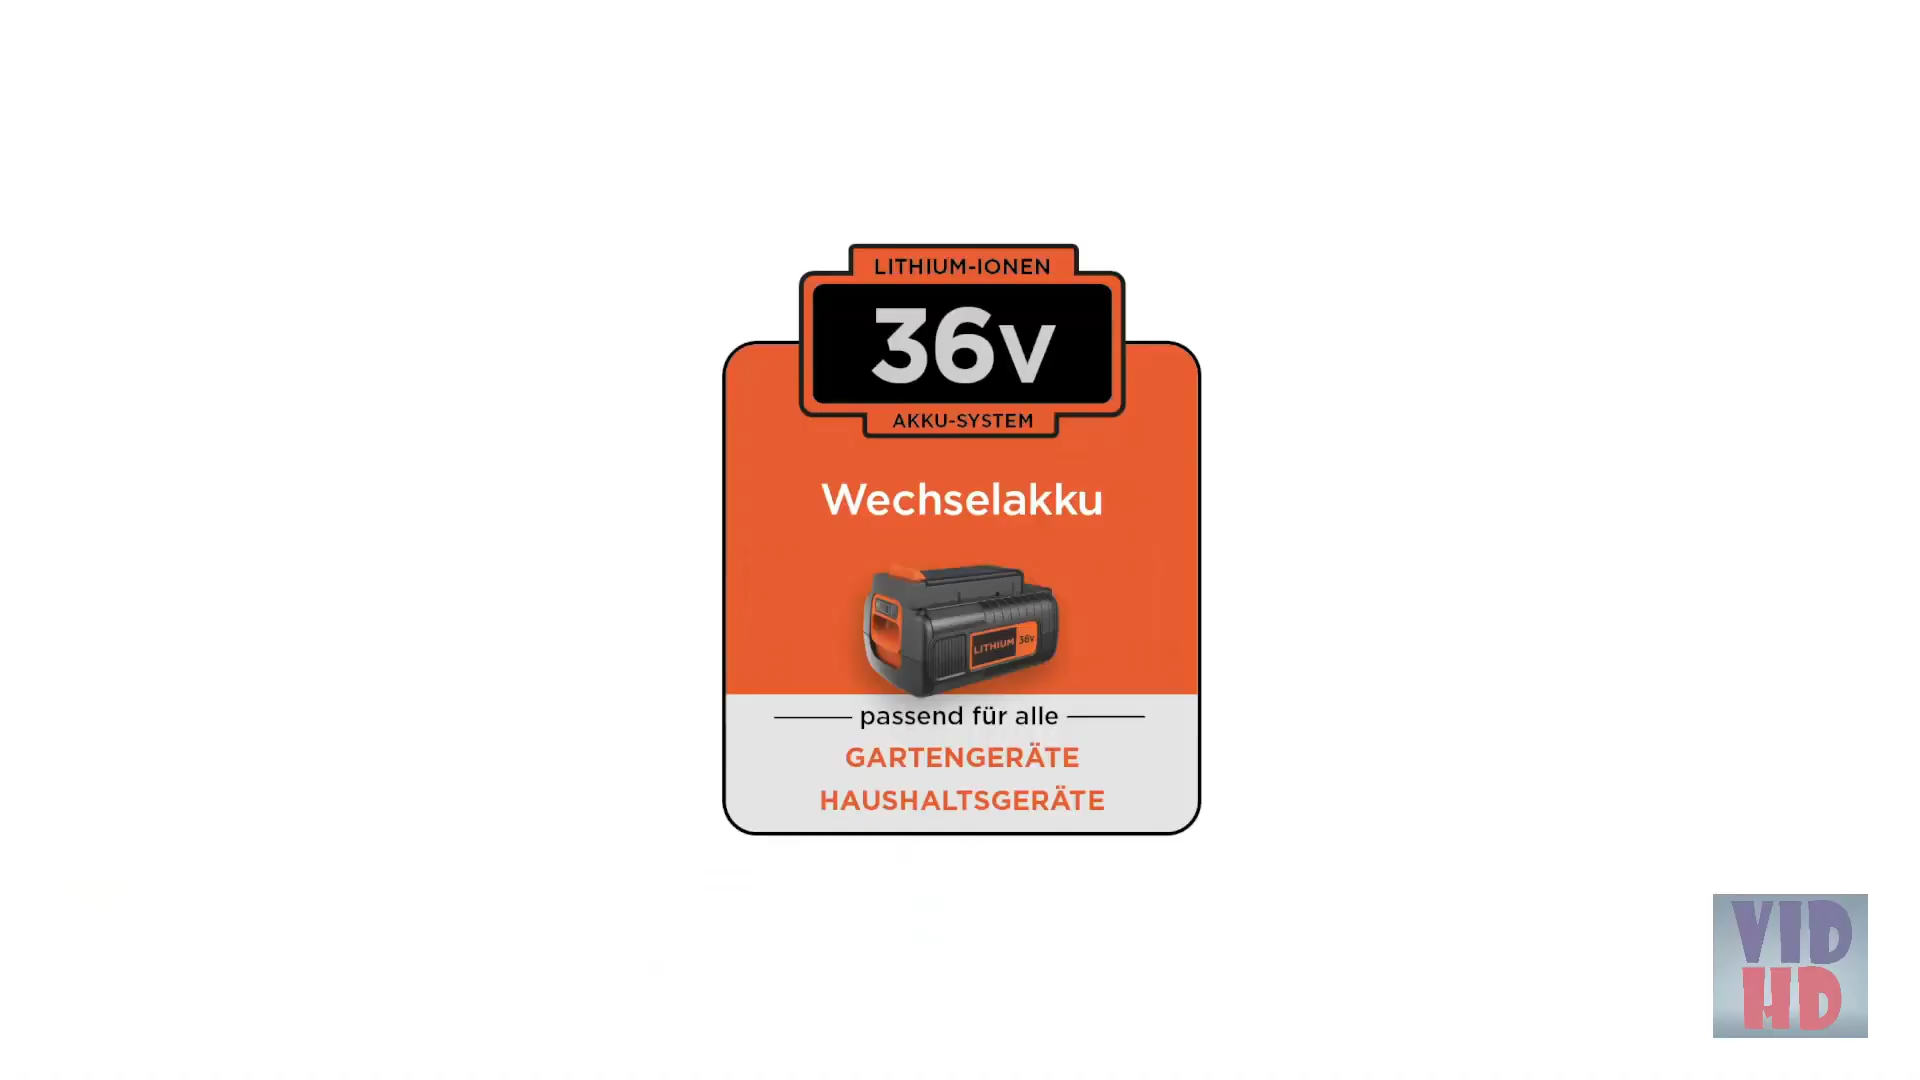 LITHIUM-IONEN
36V
AKKU-SYSTEM
Wechselakku
LITHIUM 36V
passend für alle
GARTENGERÄTE
HAUSHALTSGERÄTE
VID
HD